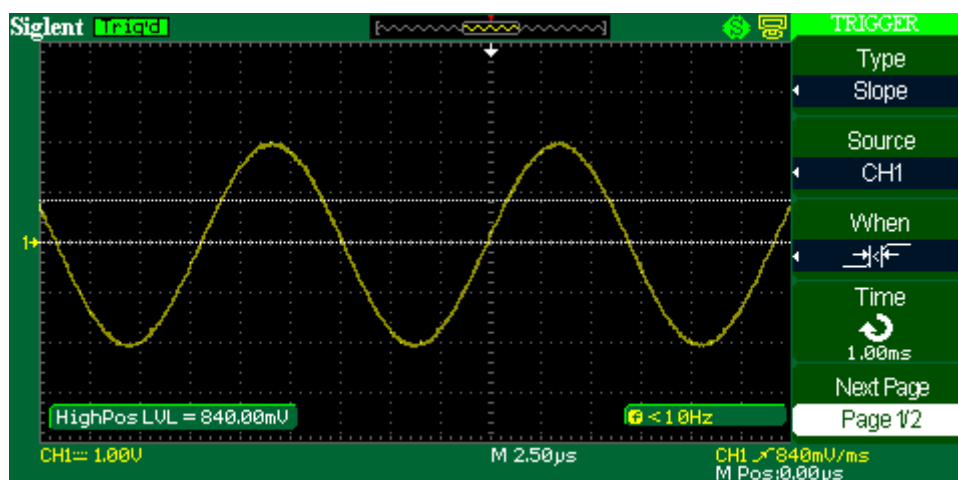 Siglent Trig'd
TRIGGER
Type
Slope
Source
CH1
When
Time
1.00ms
Next Page
Page 1/2
1
HighPos LVL = 840.00mV
f <10Hz
CH1 1.00V
M 2.50µs
CH1 840mV/ms
M Pos:0.00µs